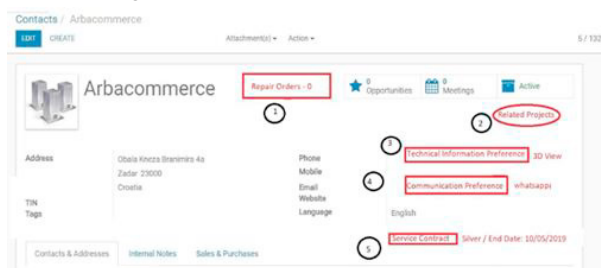 Contacts / Arbacommerce
EDIT CREATE Attachment(s) Action 5 / 132
Arbacommerce
Repair Orders - 0
0 Opportunities
0 Meetings
Active
1
2
Related Projects
3
Address Obala Kneza Branimira 4a
Zadar 23000
Croatia
Phone
Technical Information Preference 3D View
Mobile
4
Email
Communication Preference whatsappi
Website
TIN
Tags
Language English
5
Service Contract Silver / End Date: 10/05/2019
Contacts & Addresses Internal Notes Sales & Purchases